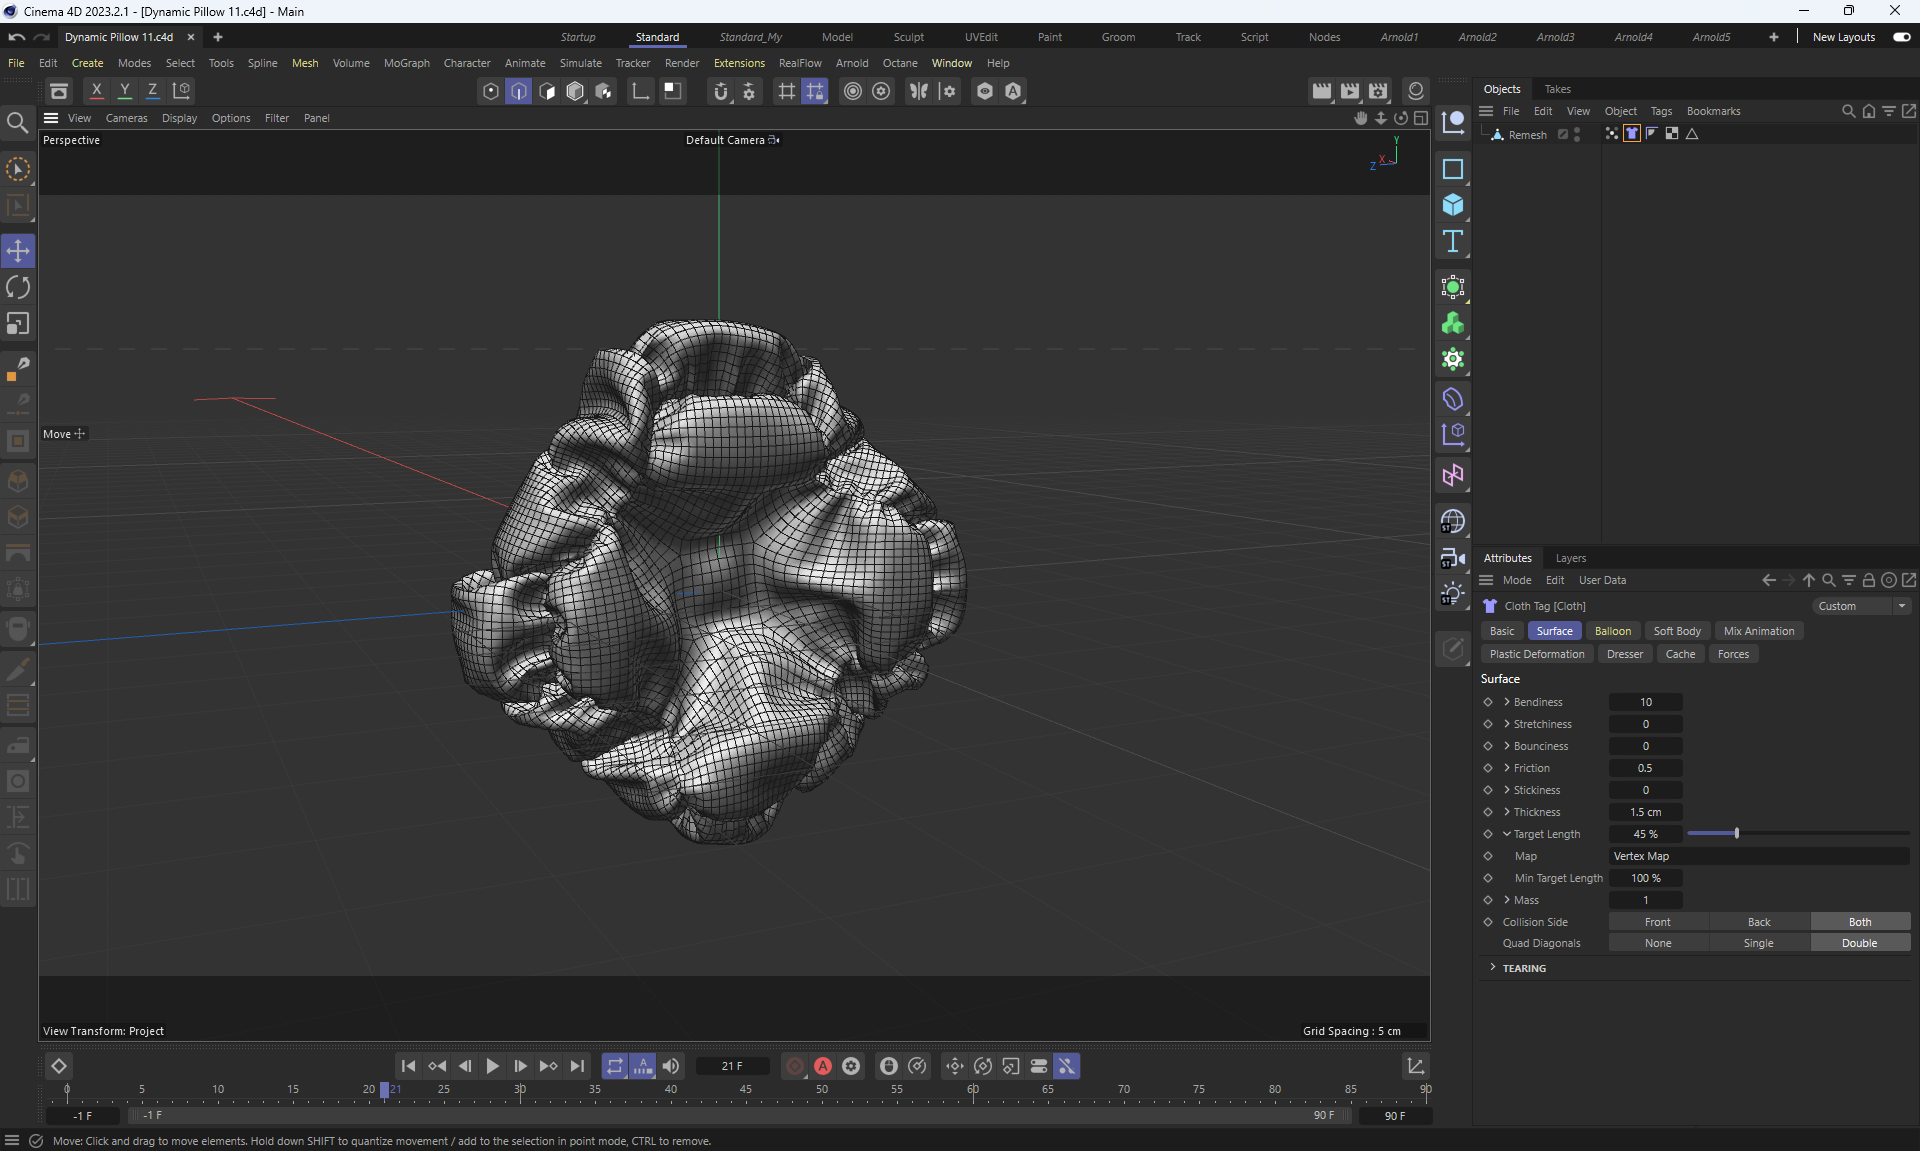 Cinema 4D 2023.2.1 - [Dynamic Pillow 11.c4d] - Main
Dynamic Pillow 11.c4d × +
Startup Standard Standard_My Model Sculpt UVEdit Paint Groom Track Script Nodes Arnold1 Arnold2 Arnold3 Arnold4 Arnold5 + New Layouts
File Edit Create Modes Select Tools Spline Mesh Volume MoGraph Character Animate Simulate Tracker Render Extensions RealFlow Arnold Octane Window Help
X Y Z
View Cameras Display Options Filter Panel
Perspective
Default Camera
Y
X
Z
Move
View Transform: Project
Grid Spacing : 5 cm
ST
ST
ST
Objects Takes
File Edit View Object Tags Bookmarks
Remesh
Attributes Layers
Mode Edit User Data
Cloth Tag [Cloth]
Custom
Basic Surface Balloon Soft Body Mix Animation
Plastic Deformation Dresser Cache Forces
Surface
Bendiness 10
Stretchiness 0
Bounciness 0
Friction 0.5
Stickiness 0
Thickness 1.5 cm
Target Length 45 %
Map Vertex Map
Min Target Length 100 %
Mass 1
Collision Side Front Back Both
Quad Diagonals None Single Double
TEARING
21 F
0 5 10 15 20 21 25 30 35 40 45 50 55 60 65 70 75 80 85 90
-1 F -1 F 90 F 90 F
Move: Click and drag to move elements. Hold down SHIFT to quantize movement / add to the selection in point mode, CTRL to remove.